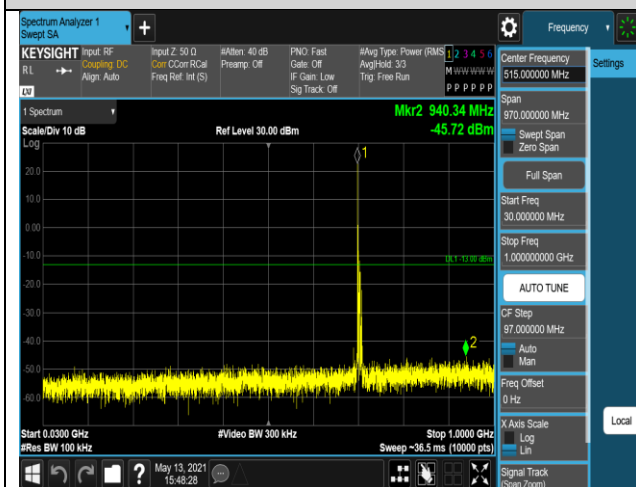 Spectrum Analyzer 1
Swept SA
+
Frequency
KEYSIGHT
RL
LXI
Input: RF
Coupling: DC
Align: Auto
Input Z: 50 Ω
Corr CCorr RCal
Freq Ref: Int (S)
#Atten: 40 dB
Preamp: Off
PNO: Fast
Gate: Off
IF Gain: Low
Sig Track: Off
#Avg Type: Power (RMS
Avg|Hold: 3/3
Trig: Free Run
1 2 3 4 5 6
M W W W W W
P P P P P P
1 Spectrum
Mkr2 940.34 MHz
Scale/Div 10 dB
Ref Level 30.00 dBm
-45.72 dBm
Log
1
20.0
10.0
0.00
-10.0
DL1 -13.00 dBm
-20.0
-30.0
-40.0
2
-50.0
-60.0
Start 0.0300 GHz
#Video BW 300 kHz
Stop 1.0000 GHz
#Res BW 100 kHz
Sweep ~36.5 ms (10000 pts)
?
May 13, 2021
15:48:28
Center Frequency
515.000000 MHz
Settings
Span
970.000000 MHz
Swept Span
Zero Span
Full Span
Start Freq
30.000000 MHz
Stop Freq
1.000000000 GHz
AUTO TUNE
CF Step
97.000000 MHz
Auto
Man
Freq Offset
0 Hz
X Axis Scale
Log
Lin
Local
Signal Track
(Span Zoom)